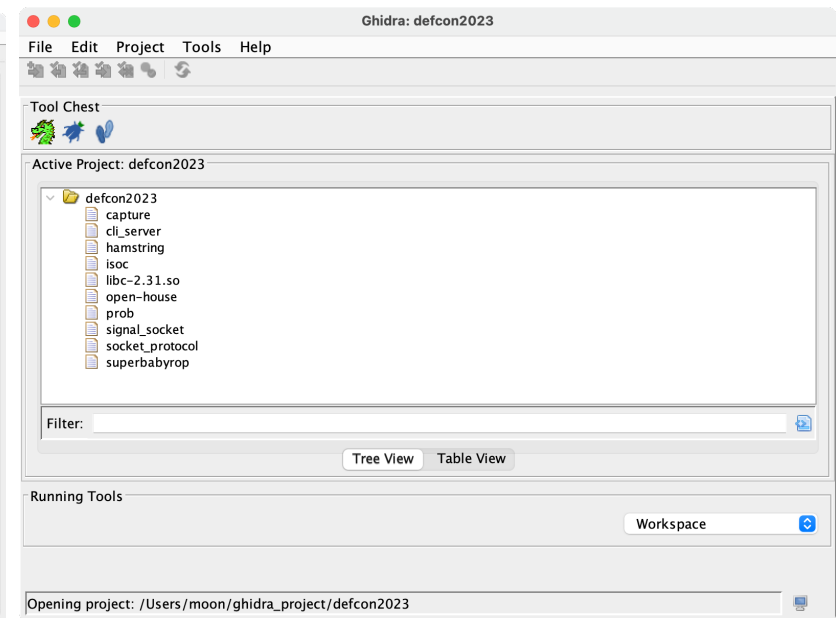 Ghidra: defcon2023
File Edit Project Tools Help
Tool Chest
Active Project: defcon2023
defcon2023
capture
cli_server
hamstring
isoc
libc-2.31.so
open-house
prob
signal_socket
socket_protocol
superbabyrop
Filter:
Tree View Table View
Running Tools
Workspace
Opening project: /Users/moon/ghidra_project/defcon2023